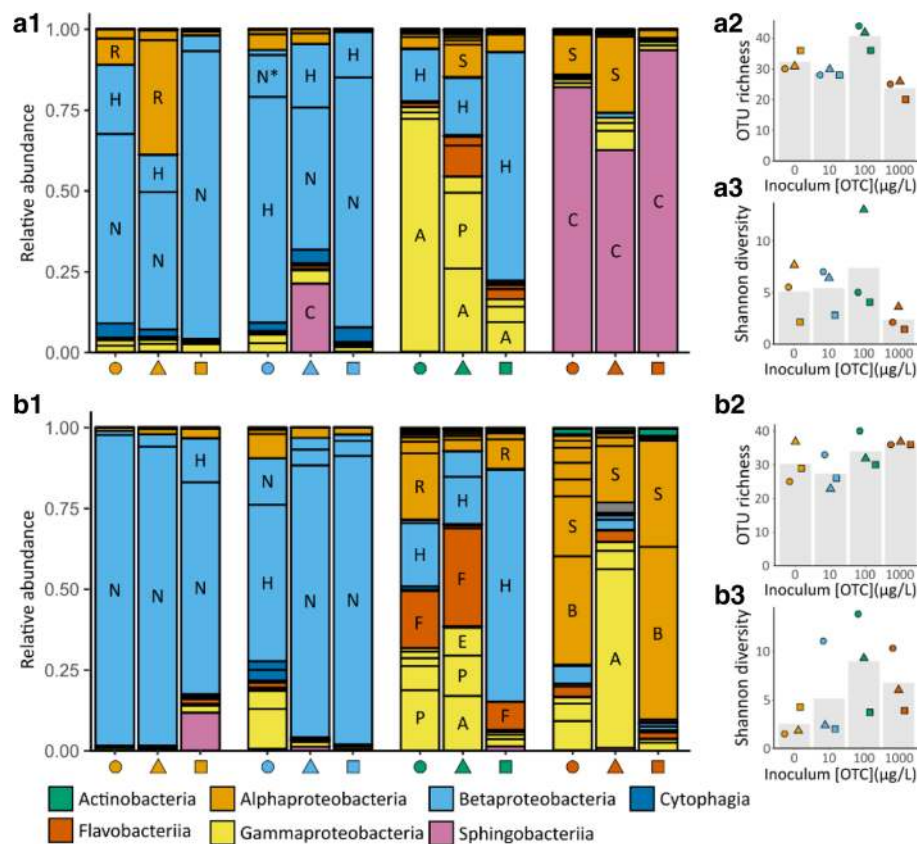 a1
Relative abundance
1.00
0.75
0.50
0.25
0.00
R
H
N
R
H
N
N
N*
H
H
N
C
H
N
H
A
S
H
P
A
H
A
S
C
S
C
C
a2
OTU richness
40
30
20
10
0
0 10 100 1000
Inoculum [OTC](µg/L)
a3
Shannon diversity
10
5
0
0 10 100 1000
Inoculum [OTC](µg/L)
b1
Relative abundance
1.00
0.75
0.50
0.25
0.00
N
N
H
N
N
H
N
N
R
H
F
P
H
F
E
P
A
R
H
F
S
B
S
A
S
B
b2
OTU richness
40
30
20
10
0
0 10 100 1000
Inoculum [OTC](µg/L)
b3
Shannon diversity
10
5
0
0 10 100 1000
Inoculum [OTC](µg/L)
Actinobacteria Alphaproteobacteria Betaproteobacteria Cytophagia
Flavobacteriia Gammaproteobacteria Sphingobacteriia